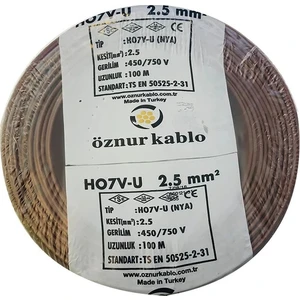 HO7V-U 2.5 mm²
TİP :HO7V-U (NYA)
KESİT(mm²) :2.5
GERİLİM :450/750 V
UZUNLUK :100 M
STANDART:TS EN 50525-2-31
www.oznurkablo.com.tr
Made in Turkey
öznur kablo
HO7V-U 2.5 mm²
TİP :HO7V-U (NYA)
KESİT(mm²) :2.5
GERİLİM :450/750 V
UZUNLUK :100 M
STANDART:TS EN 50525-2-31
www.oznurkablo.com.tr
Made in Turkey